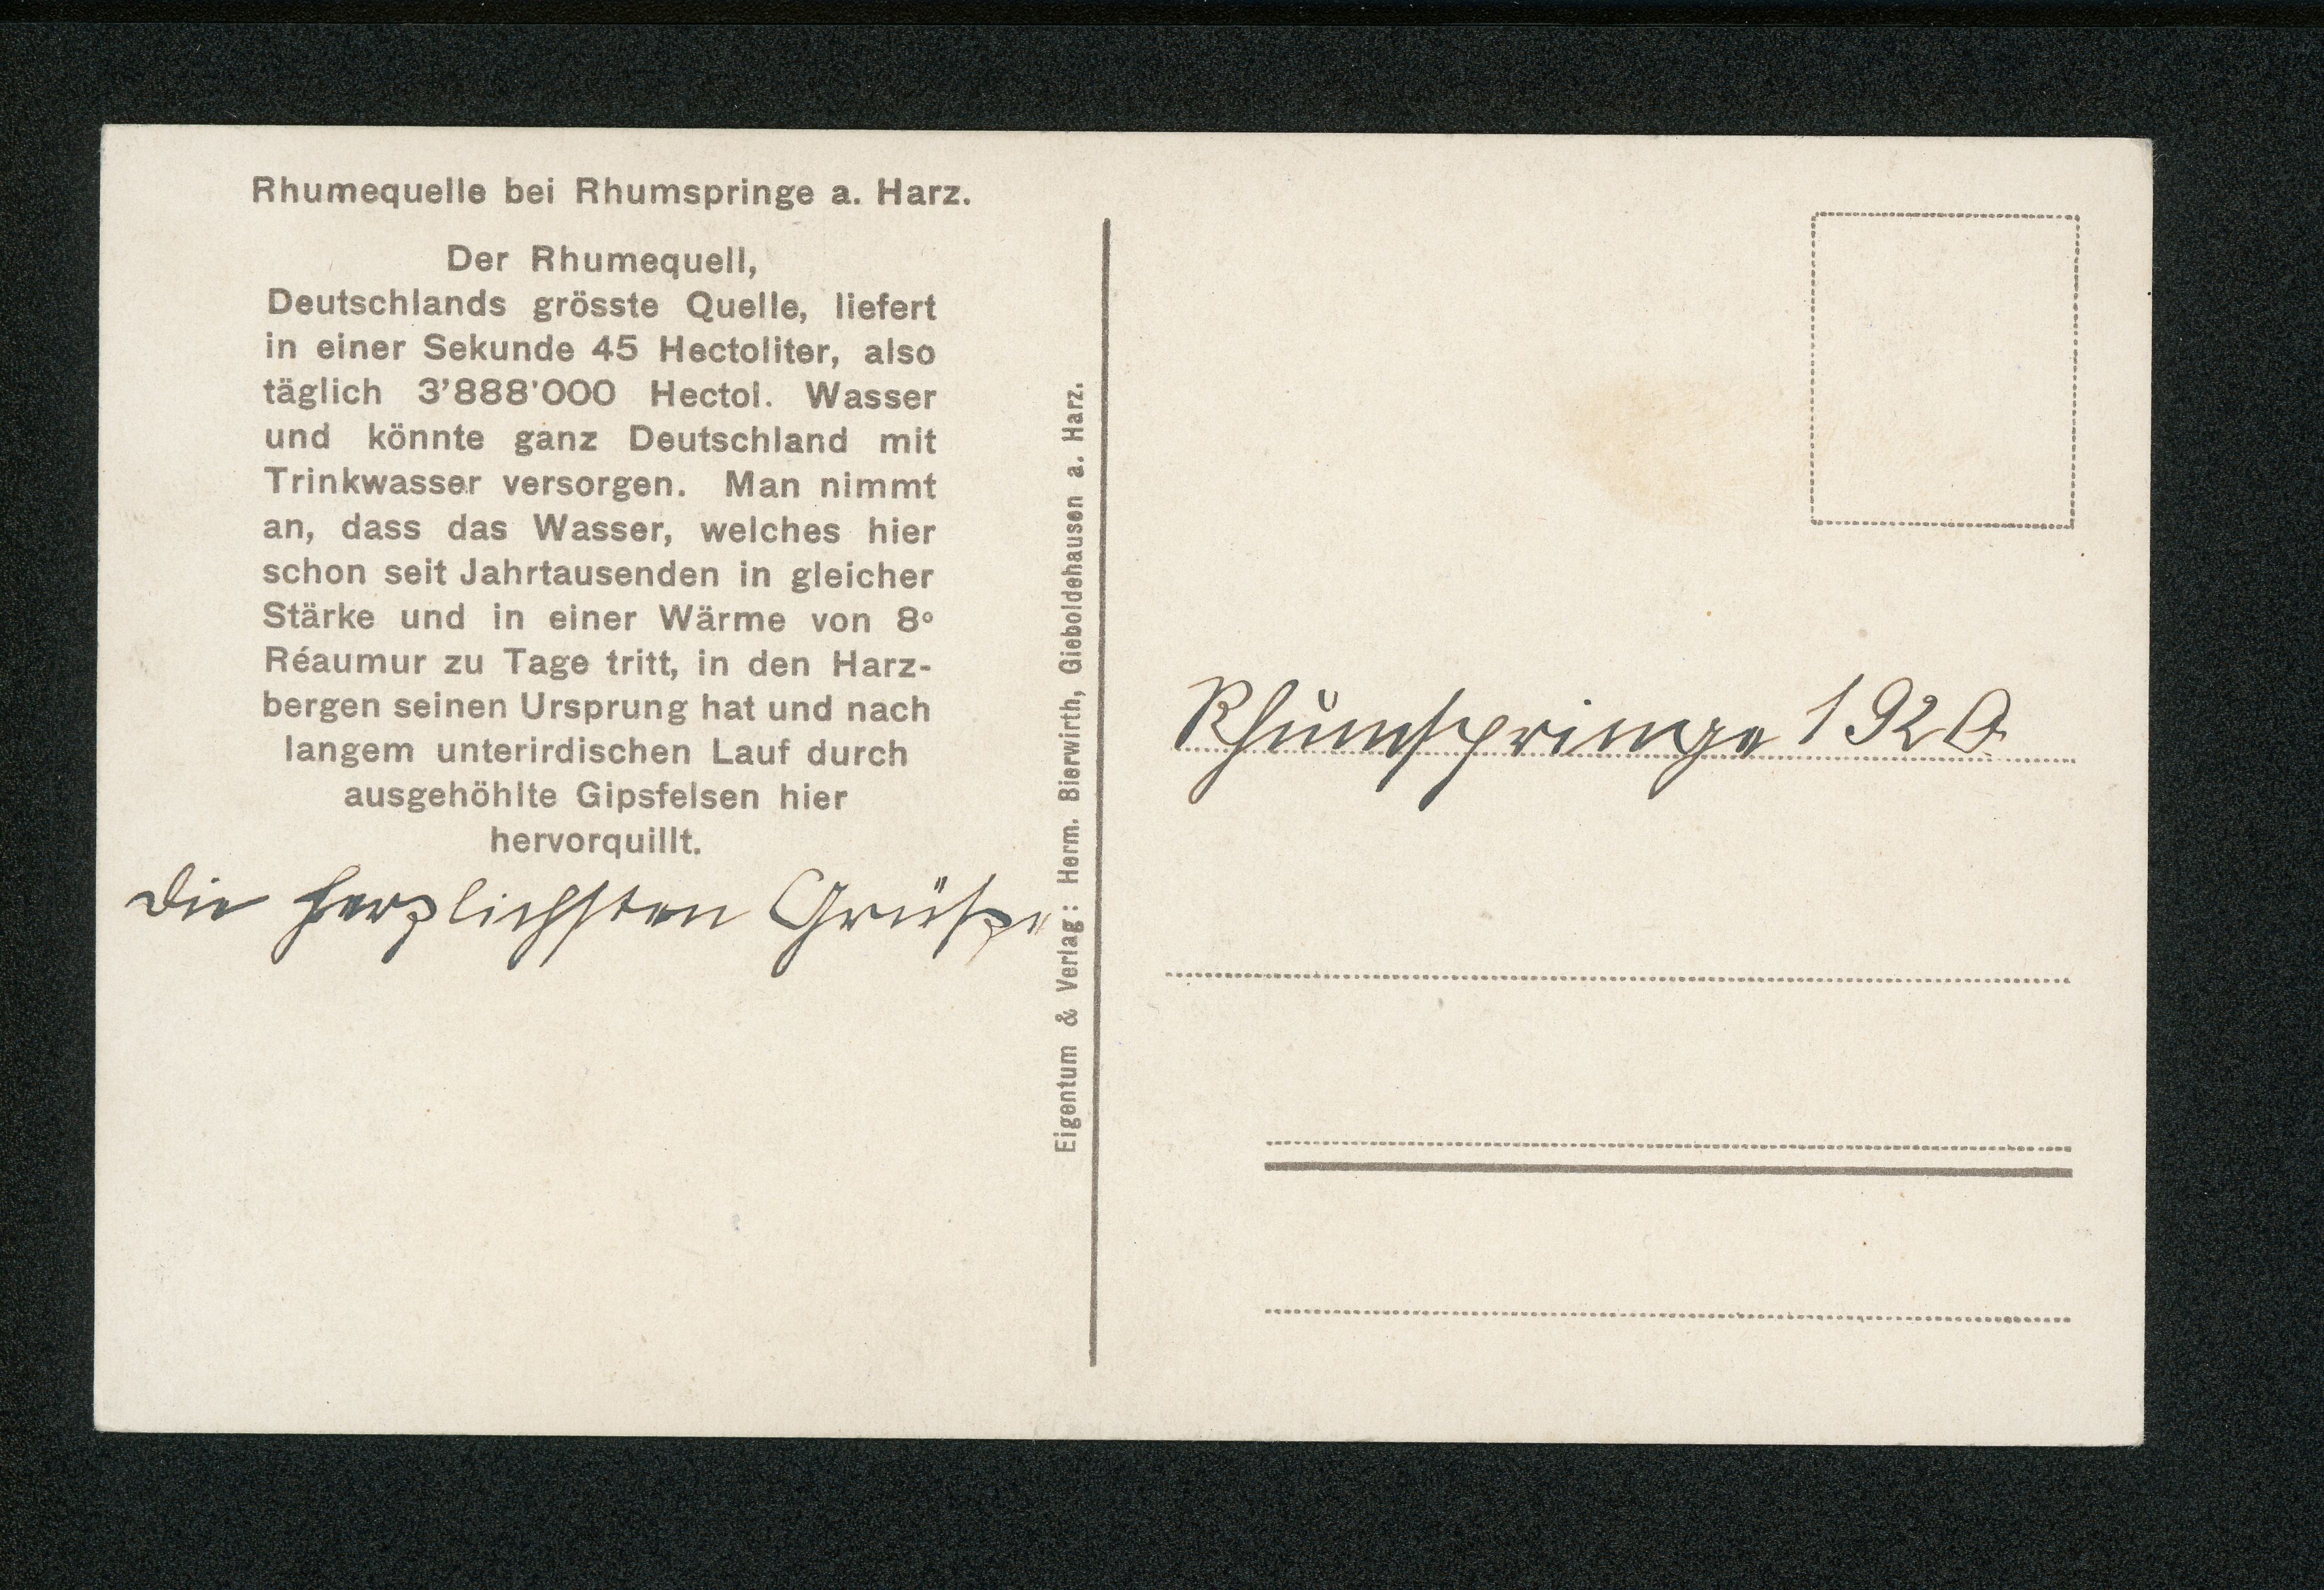 Rhumequelle bei Rhumspringe a. Harz.
Der Rhumequell,
Deutschlands grösste Quelle, liefert
in einer Sekunde 45 Hectoliter, also
täglich 3'888'000 Hectol. Wasser
und könnte ganz Deutschland mit
Trinkwasser versorgen. Man nimmt
an, dass das Wasser, welches hier
schon seit Jahrtausenden in gleicher
Stärke und in einer Wärme von 8°
Réaumur zu Tage tritt, in den Harz-
bergen seinen Ursprung hat und nach
langem unterirdischen Lauf durch
ausgehöhlte Gipsfelsen hier
hervorquillt.
Die herzlichsten Grüße
Eigentum & Verlag: Herm. Bierwirth, Gieboldehausen a. Harz.
Rhumspringe 1920.